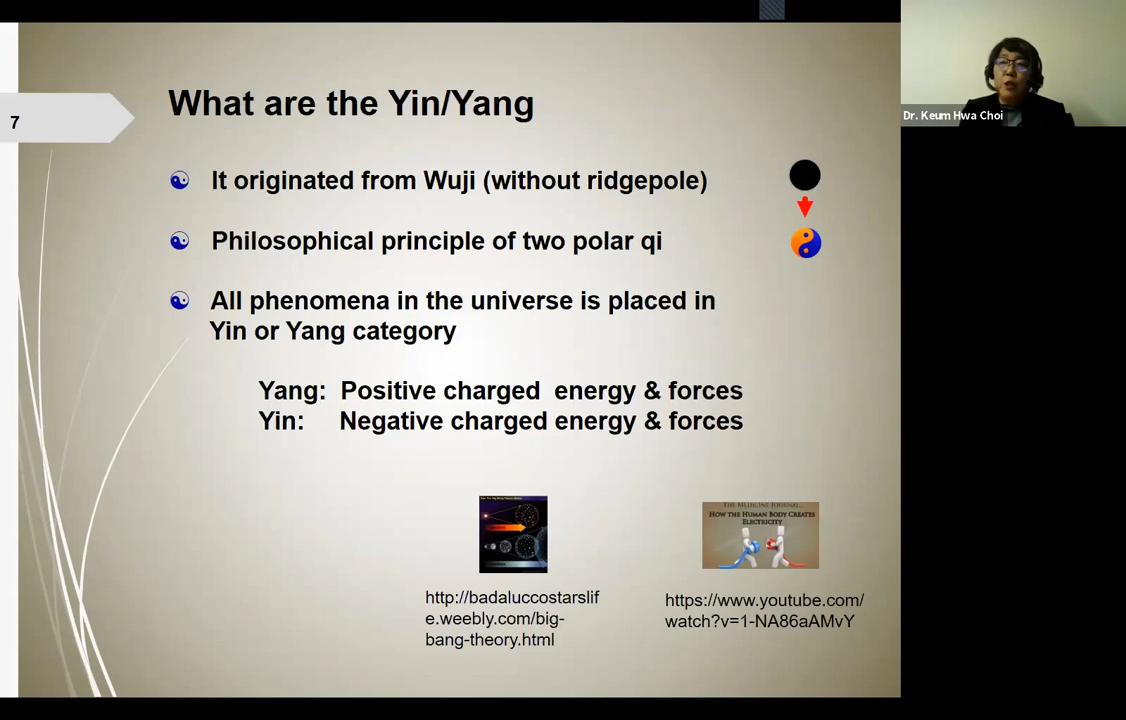 7
What are the Yin/Yang
It originated from Wuji (without ridgepole)
Philosophical principle of two polar qi
All phenomena in the universe is placed in
Yin or Yang category
Yang: Positive charged energy & forces
Yin: Negative charged energy & forces
THE MEDICINE JOURNAL...
HOW THE HUMAN BODY CREATES
ELECTRICITY
http://badaluccostarslif
e.weebly.com/big-
bang-theory.html
https://www.youtube.com/
watch?v=1-NA86aAMvY
Dr. Keum Hwa Choi